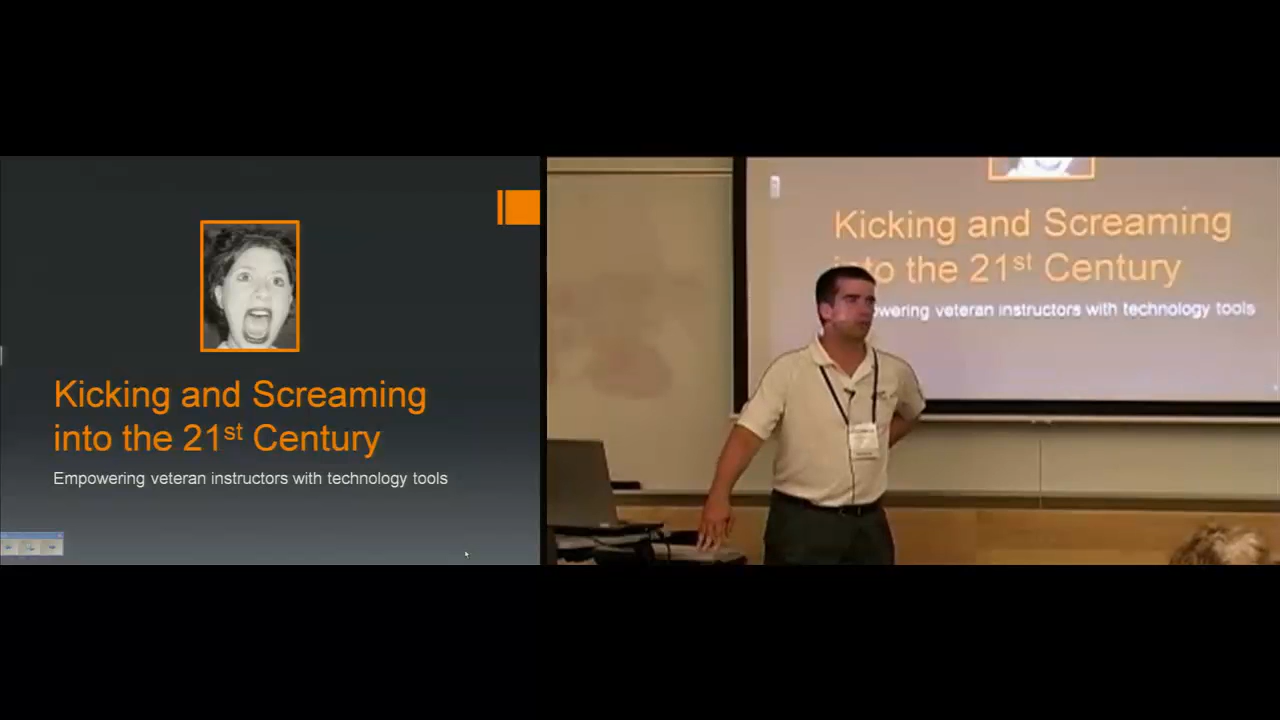 Kicking and Screaming
into the 21st Century
Empowering veteran instructors with technology tools
Kicking and Screaming
into the 21st Century
wering veteran instructors with technology tools